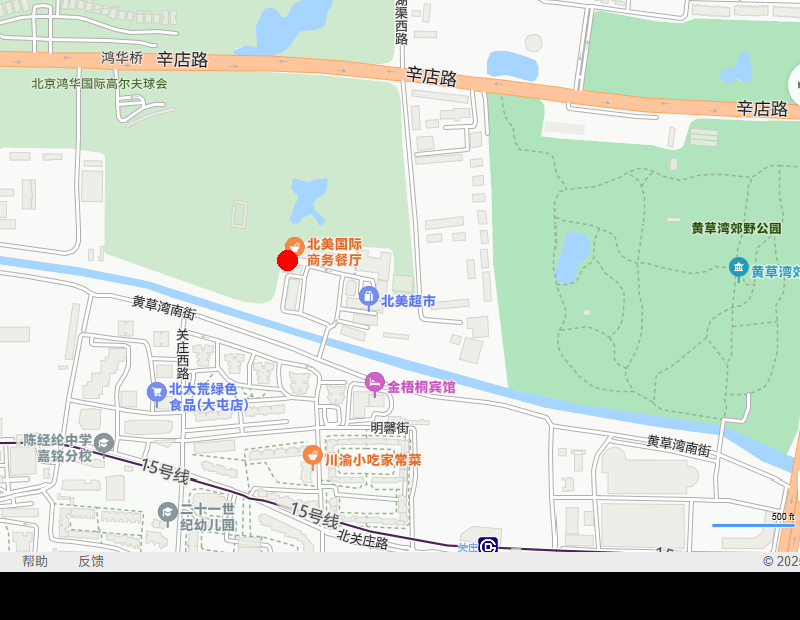 湖渠西路
鸿华桥
辛店路
辛店路
辛店路
北京鸿华国际高尔夫球会
黄草湾郊野公园
北美国际
商务餐厅
黄草湾郊
北美超市
黄草湾南街
关庄西路
北大荒绿色
食品(大屯店)
金梧桐宾馆
明馨街
陈经纶中学
嘉铭分校
黄草湾南街
川渝小吃家常菜
15号线
二十一世
纪幼儿园
15号线
北关庄路
关庄
500 ft
帮助
反馈